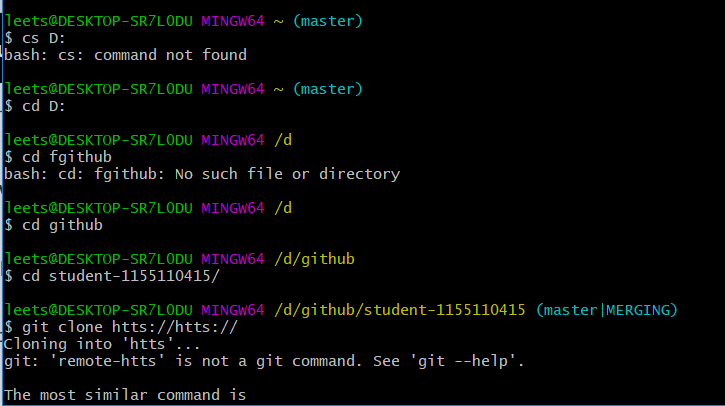 leets@DESKTOP-SR7L0DU MINGW64 ~ (master)
$ cs D:
bash: cs: command not found
leets@DESKTOP-SR7L0DU MINGW64 ~ (master)
$ cd D:
leets@DESKTOP-SR7L0DU MINGW64 /d
$ cd fgithub
bash: cd: fgithub: No such file or directory
leets@DESKTOP-SR7L0DU MINGW64 /d
$ cd github
leets@DESKTOP-SR7L0DU MINGW64 /d/github
$ cd student-1155110415/
leets@DESKTOP-SR7L0DU MINGW64 /d/github/student-1155110415 (master|MERGING)
$ git clone htts://htts://
Cloning into 'htts'...
git: 'remote-htts' is not a git command. See 'git --help'.
The most similar command is